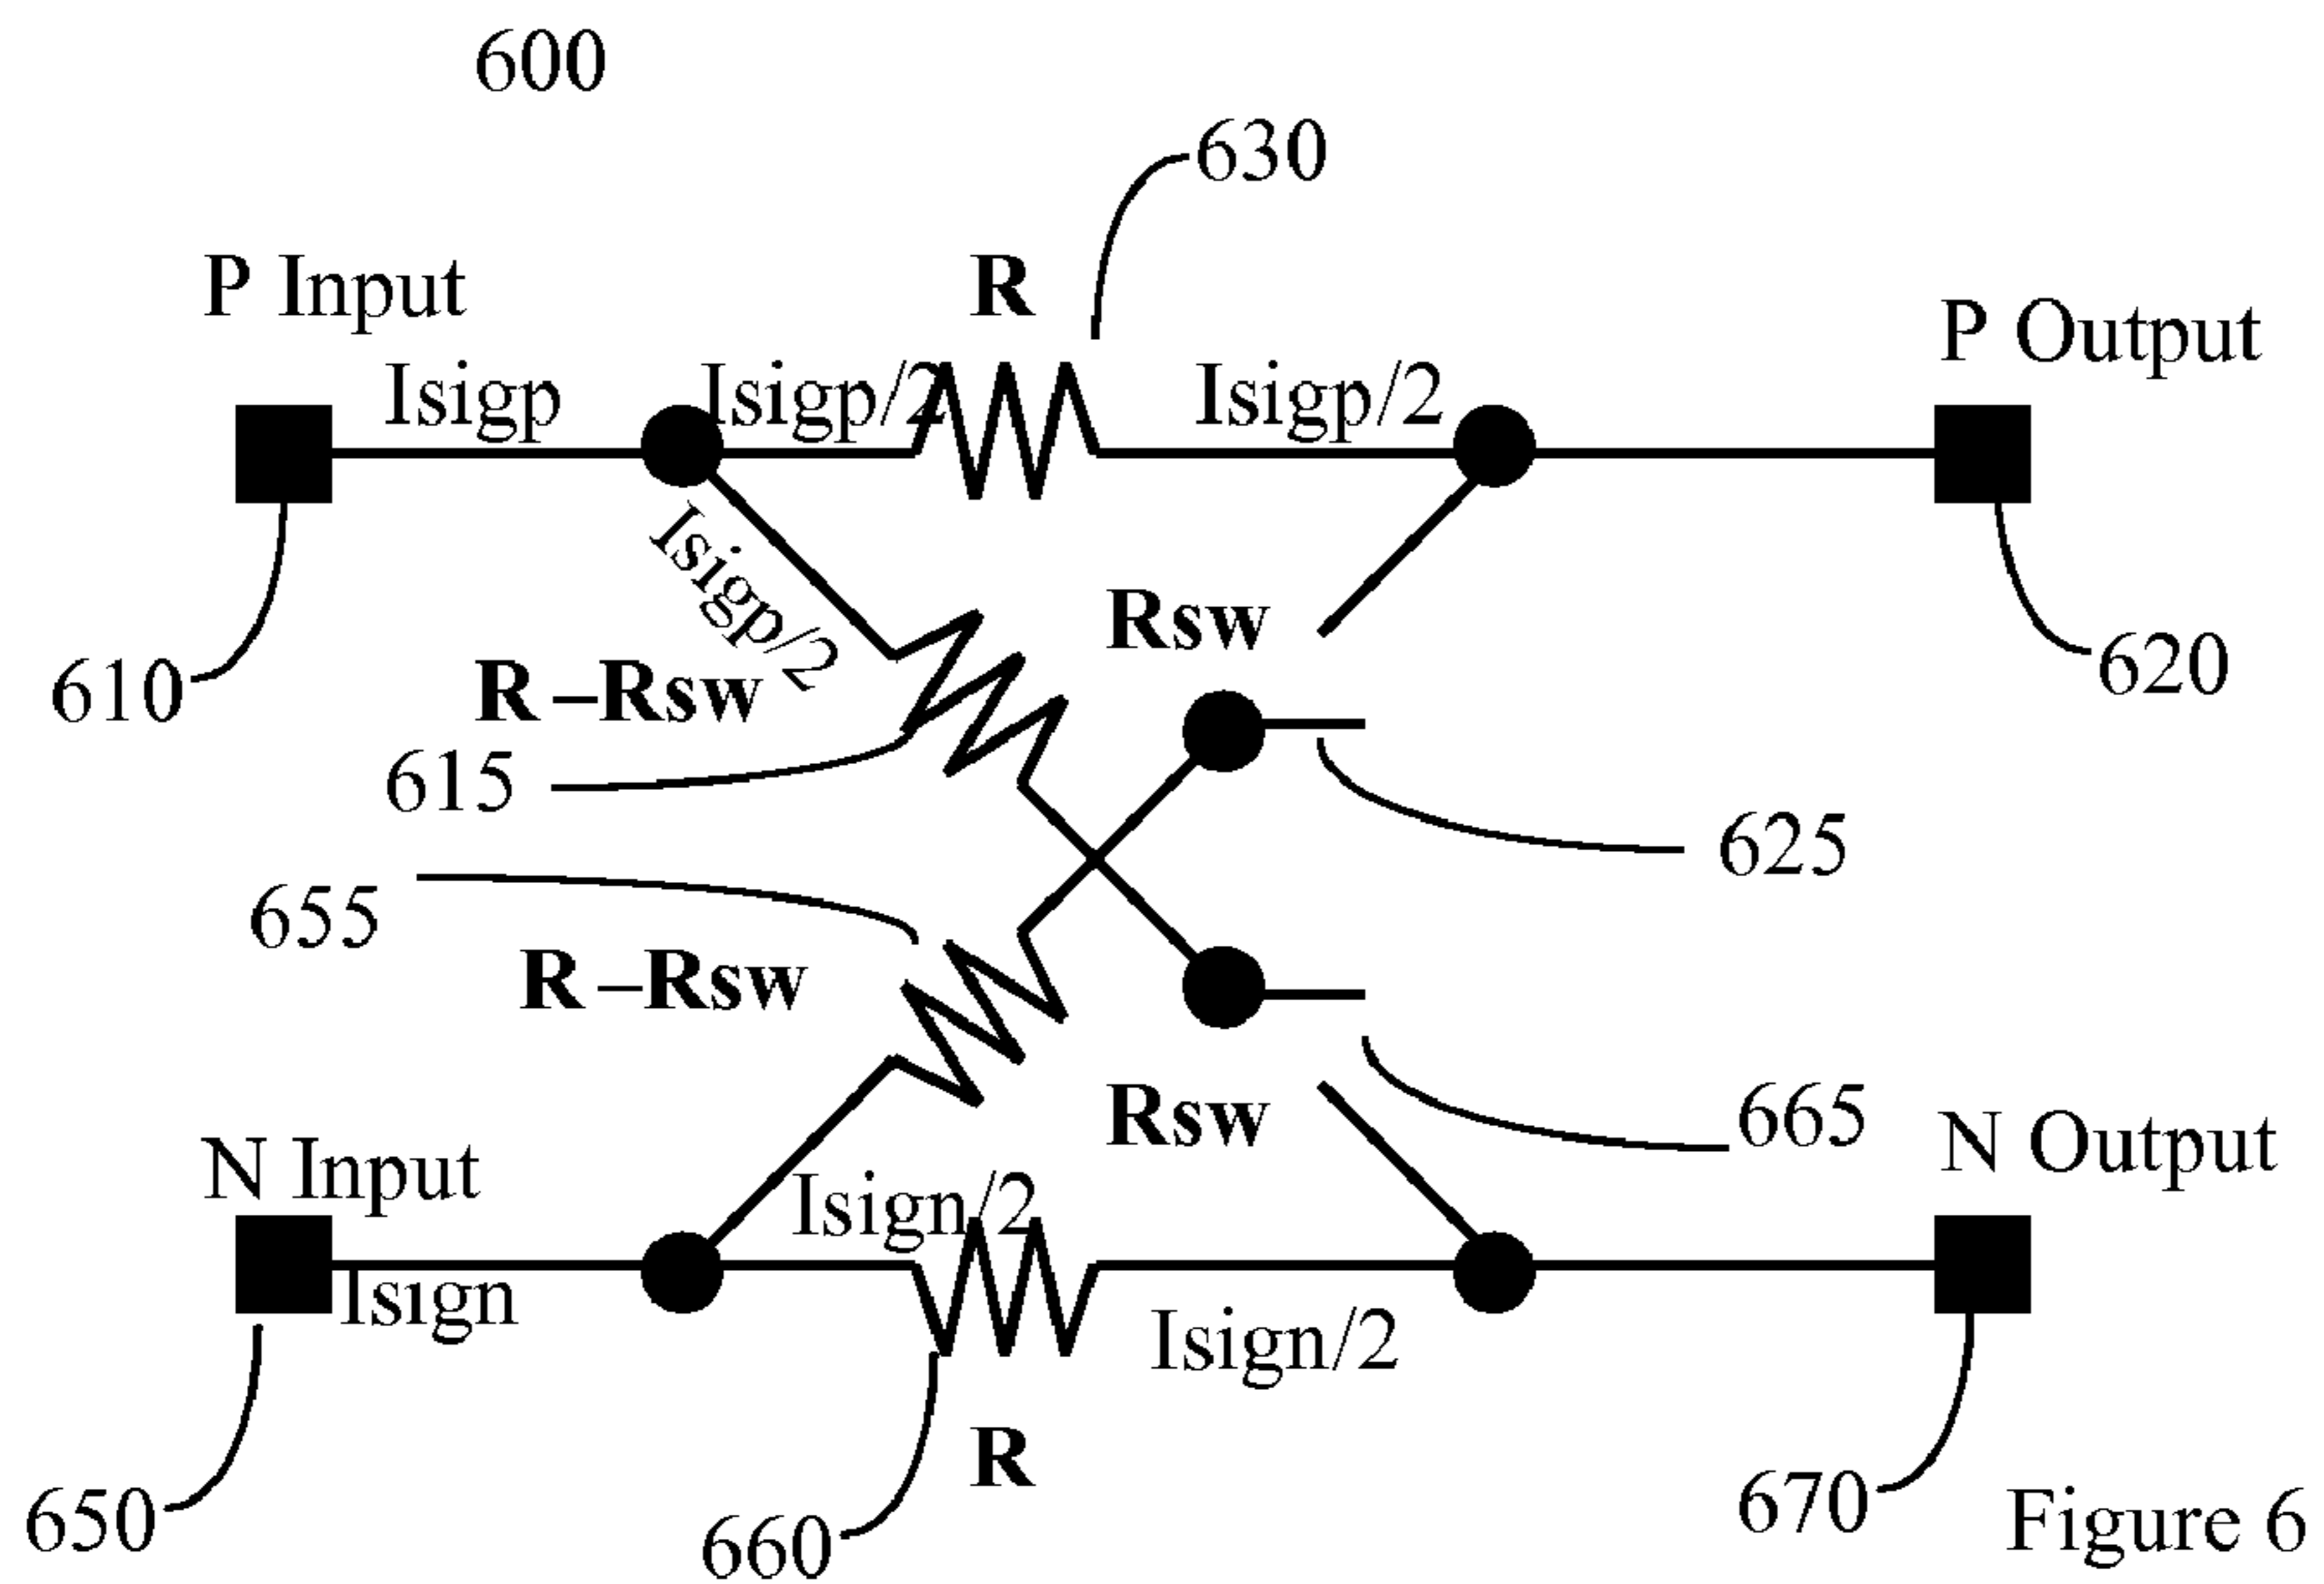 600
630
P Input
R
P Output
Isigp
Isigp/2
Isigp/2
Isigp/2
Rsw
610
R –Rsw
620
615
625
655
R –Rsw
Rsw
665
N Input
N Output
Isign/2
Isign
Isign/2
R
650
660
670
Figure 6